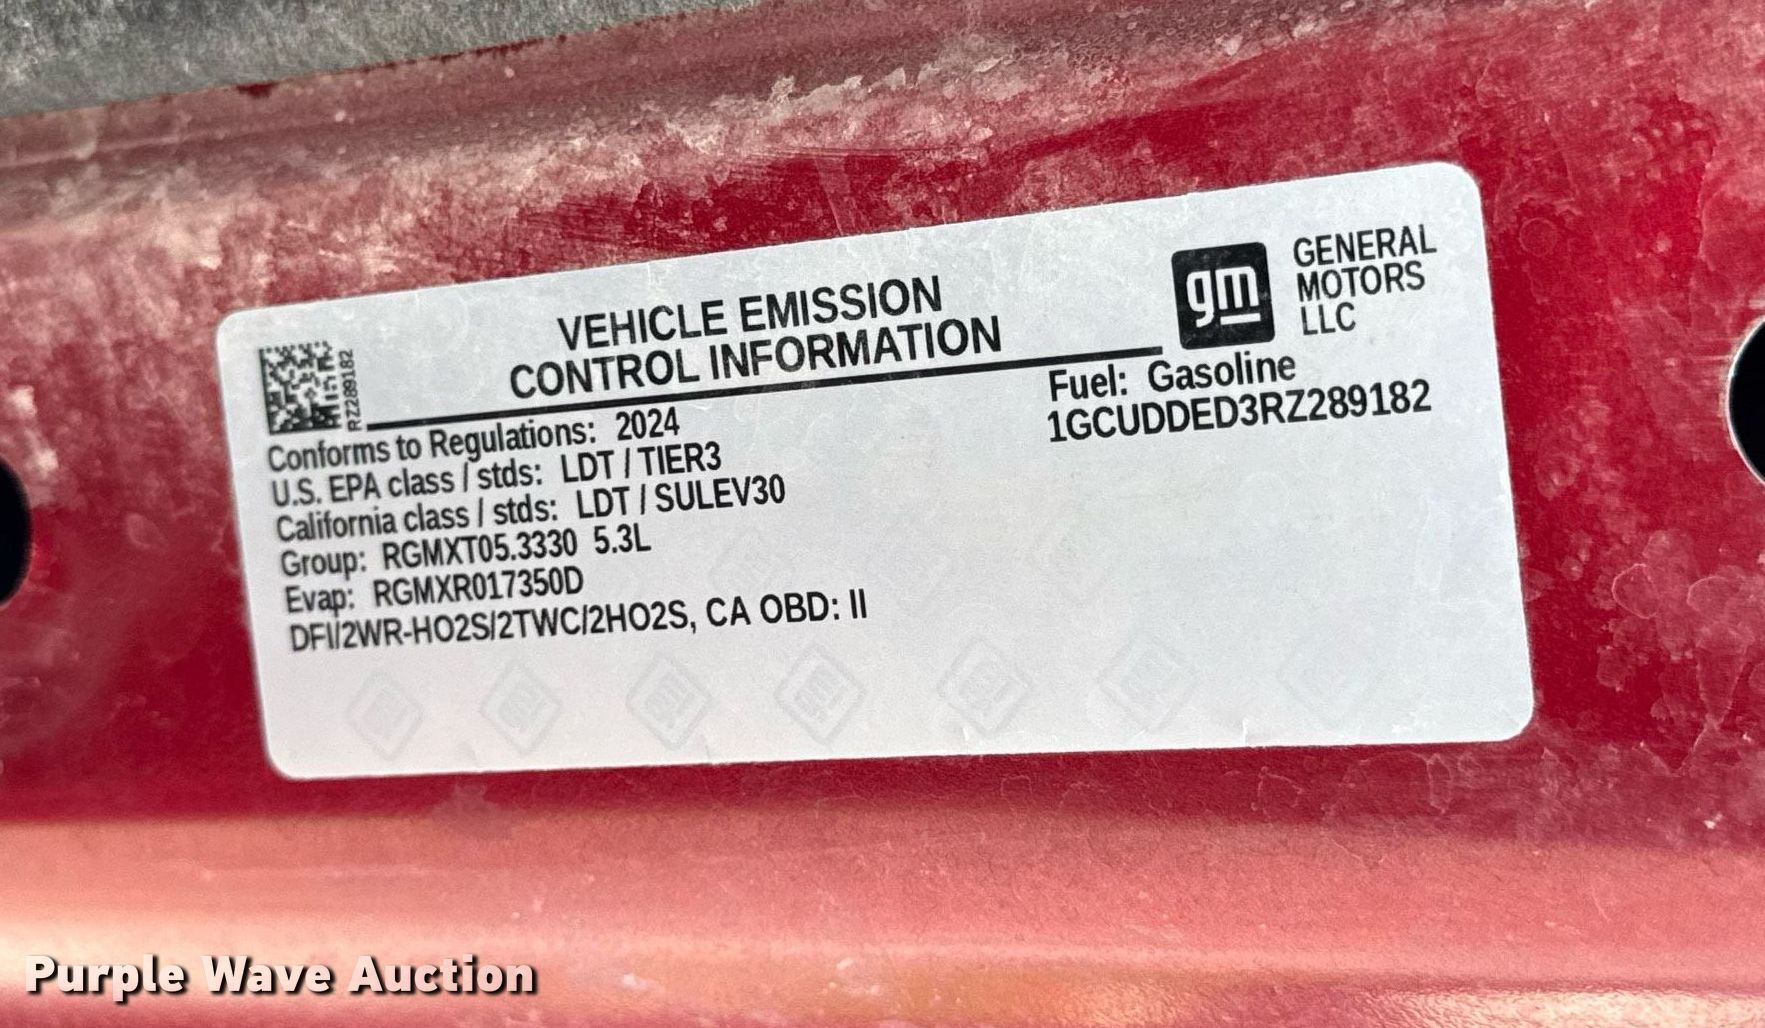 VEHICLE EMISSION
CONTROL INFORMATION
gm
GENERAL
MOTORS
LLC
RZ289182
Fuel: Gasoline
1GCUDDED3RZ289182
Conforms to Regulations: 2024
U.S. EPA class / stds: LDT / TIER3
California class / stds: LDT / SULEV30
Group: RGMXT05.3330 5.3L
Evap: RGMXR017350D
DFI/2WR-HO2S/2TWC/2HO2S, CA OBD: II
Purple Wave Auction